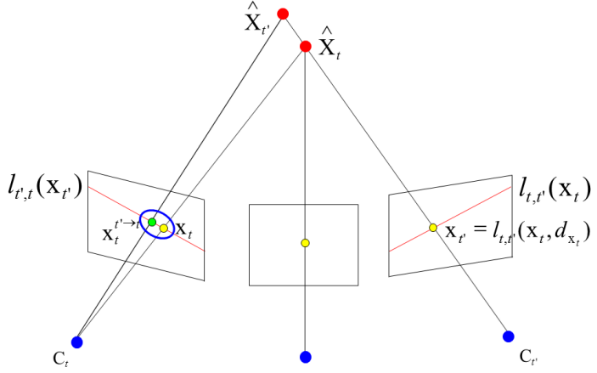 X̂_{t'}
X̂_t
l_{t',t}(x_{t'})
l_{t,t'}(x_t)
x_t^{t'→t}
x_t
x_{t'} = l_{t,t'}(x_t, d_{x_t})
C_t
C_{t'}